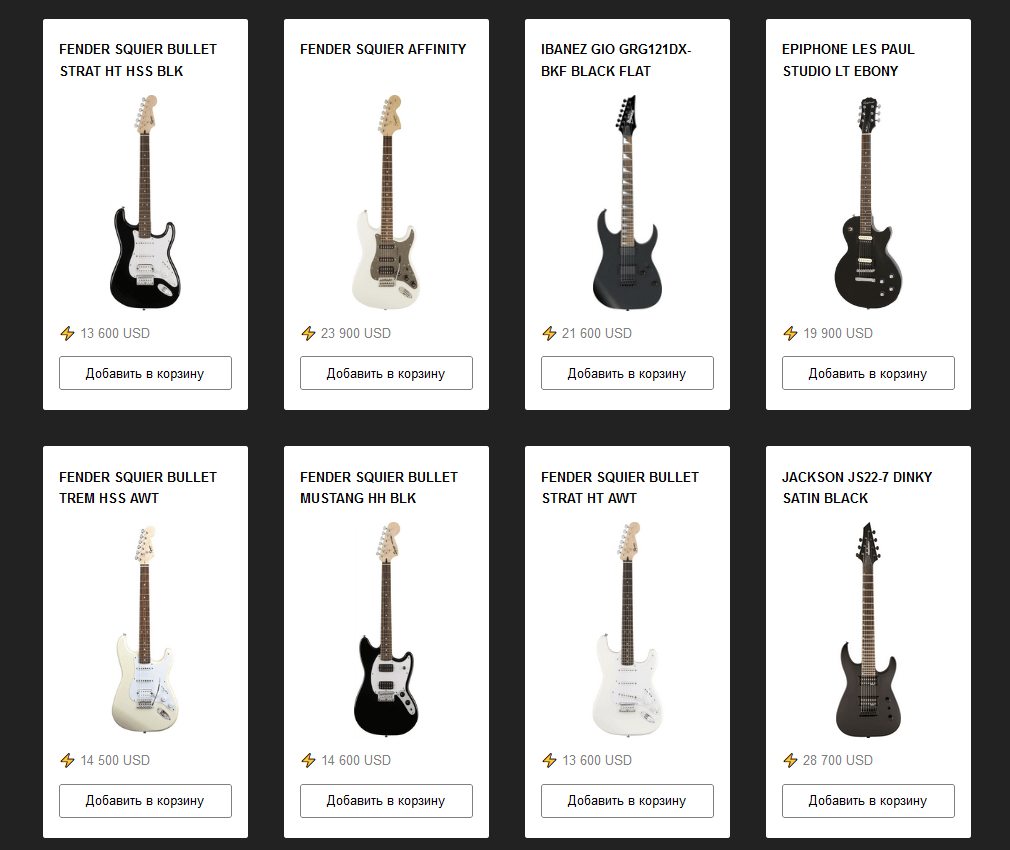 FENDER SQUIER BULLET
STRAT HT HSS BLK
13 600 USD
Добавить в корзину
FENDER SQUIER AFFINITY
23 900 USD
Добавить в корзину
IBANEZ GIO GRG121DX-
BKF BLACK FLAT
21 600 USD
Добавить в корзину
EPIPHONE LES PAUL
STUDIO LT EBONY
19 900 USD
Добавить в корзину
FENDER SQUIER BULLET
TREM HSS AWT
14 500 USD
Добавить в корзину
FENDER SQUIER BULLET
MUSTANG HH BLK
14 600 USD
Добавить в корзину
FENDER SQUIER BULLET
STRAT HT AWT
13 600 USD
Добавить в корзину
JACKSON JS22-7 DINKY
SATIN BLACK
28 700 USD
Добавить в корзину